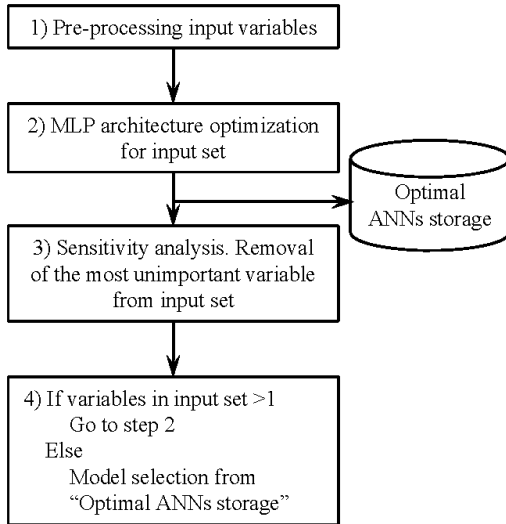 1) Pre-processing input variables
2) MLP architecture optimization
for input set
Optimal
ANNs storage
3) Sensitivity analysis. Removal
of the most unimportant variable
from input set
4) If variables in input set >1
Go to step 2
Else
Model selection from
“Optimal ANNs storage”